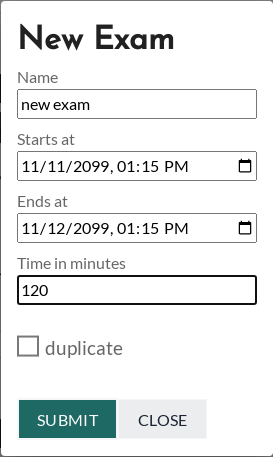 New Exam
Name
new exam
Starts at
11/11/2099, 01:15 PM
Ends at
11/12/2099, 01:15 PM
Time in minutes
120
duplicate
SUBMIT CLOSE